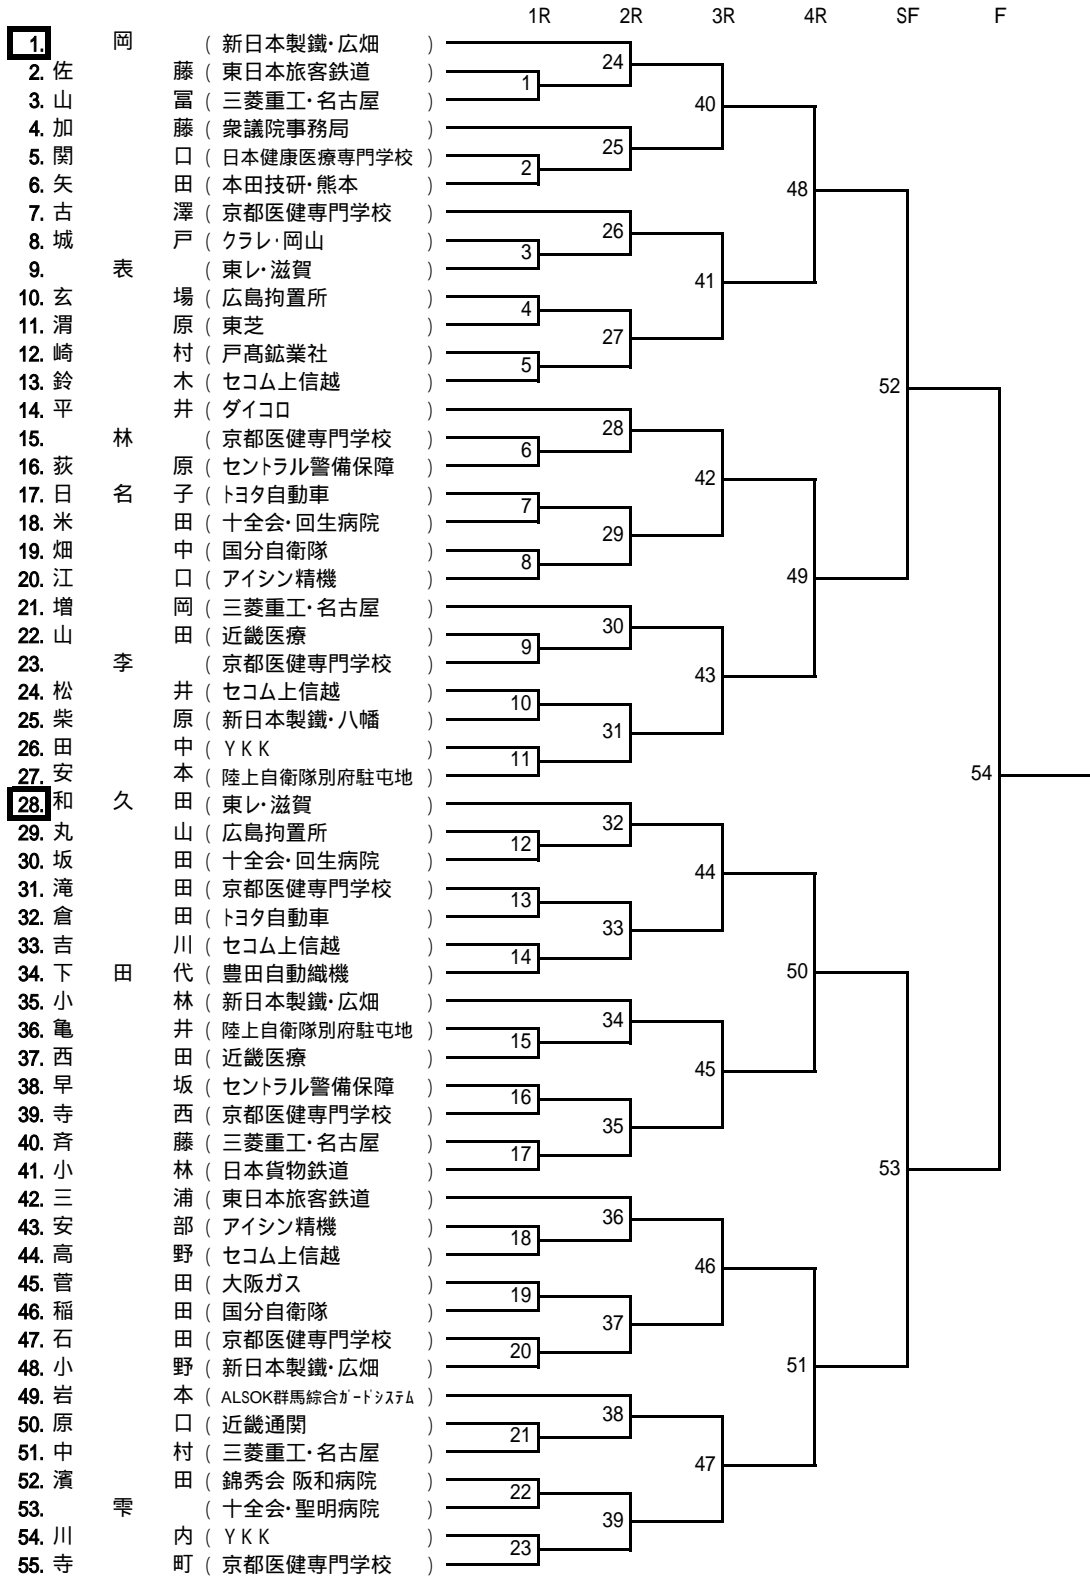 1R 2R 3R 4R SF F
1. 岡 ( 新日本製鐵・広畑 )
24
2. 佐 藤 ( 東日本旅客鉄道 )
1
3. 山 冨 ( 三菱重工・名古屋 )
40
4. 加 藤 ( 衆議院事務局 )
25
5. 関 口 ( 日本健康医療専門学校 )
2
6. 矢 田 ( 本田技研・熊本 )
48
7. 古 澤 ( 京都医健専門学校 )
26
8. 城 戸 ( クラレ・岡山 )
3
9. 表 ( 東レ・滋賀 )
41
10. 玄 場 ( 広島拘置所 )
4
11. 渭 原 ( 東芝 )
27
12. 崎 村 ( 戸髙鉱業社 )
5
13. 鈴 木 ( セコム上信越 )
52
14. 平 井 ( ダイコロ )
28
15. 林 ( 京都医健専門学校 )
6
16. 荻 原 ( セントラル警備保障 )
42
17. 日 名 子 ( トヨタ自動車 )
7
18. 米 田 ( 十全会・回生病院 )
29
19. 畑 中 ( 国分自衛隊 )
8
20. 江 口 ( アイシン精機 )
49
21. 増 岡 ( 三菱重工・名古屋 )
30
22. 山 田 ( 近畿医療 )
9
23. 李 ( 京都医健専門学校 )
43
24. 松 井 ( セコム上信越 )
10
25. 柴 原 ( 新日本製鐵・八幡 )
31
26. 田 中 ( YKK )
11
27. 安 本 ( 陸上自衛隊別府駐屯地 )
54
28. 和 久 田 ( 東レ・滋賀 )
32
29. 丸 山 ( 広島拘置所 )
12
30. 坂 田 ( 十全会・回生病院 )
44
31. 滝 田 ( 京都医健専門学校 )
13
32. 倉 田 ( トヨタ自動車 )
33
33. 吉 川 ( セコム上信越 )
14
34. 下 田 代 ( 豊田自動織機 )
50
35. 小 林 ( 新日本製鐵・広畑 )
34
36. 亀 井 ( 陸上自衛隊別府駐屯地 )
15
37. 西 田 ( 近畿医療 )
45
38. 早 坂 ( セントラル警備保障 )
16
39. 寺 西 ( 京都医健専門学校 )
35
40. 斉 藤 ( 三菱重工・名古屋 )
17
41. 小 林 ( 日本貨物鉄道 )
53
42. 三 浦 ( 東日本旅客鉄道 )
36
43. 安 部 ( アイシン精機 )
18
44. 高 野 ( セコム上信越 )
46
45. 菅 田 ( 大阪ガス )
19
46. 稲 田 ( 国分自衛隊 )
37
47. 石 田 ( 京都医健専門学校 )
20
48. 小 野 ( 新日本製鐵・広畑 )
51
49. 岩 本 ( ALSOK群馬綜合ガードシステム )
38
50. 原 口 ( 近畿通関 )
21
51. 中 村 ( 三菱重工・名古屋 )
47
52. 濱 田 ( 錦秀会 阪和病院 )
22
53. 雫 ( 十全会・聖明病院 )
39
54. 川 内 ( YKK )
23
55. 寺 町 ( 京都医健専門学校 )